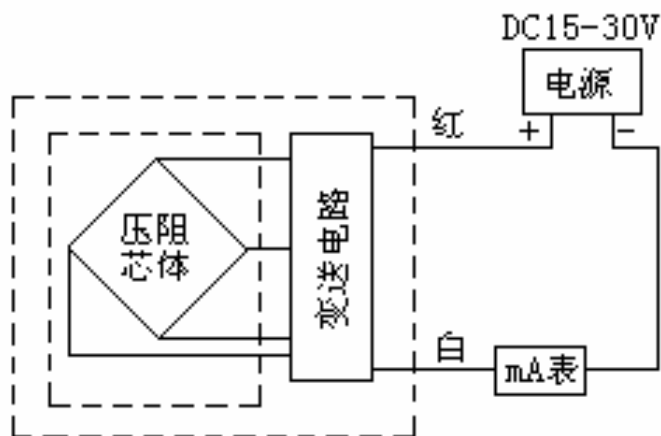 DC15-30V
电源
+ -
红
压阻
芯体
变送电路
白
mA表